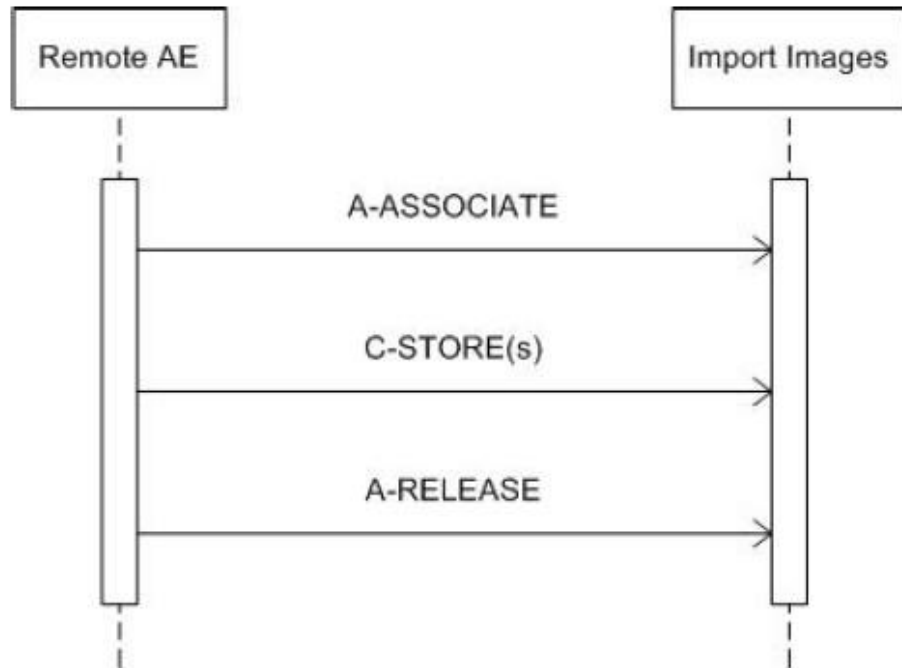 Remote AE
Import Images
A-ASSOCIATE
C-STORE(s)
A-RELEASE